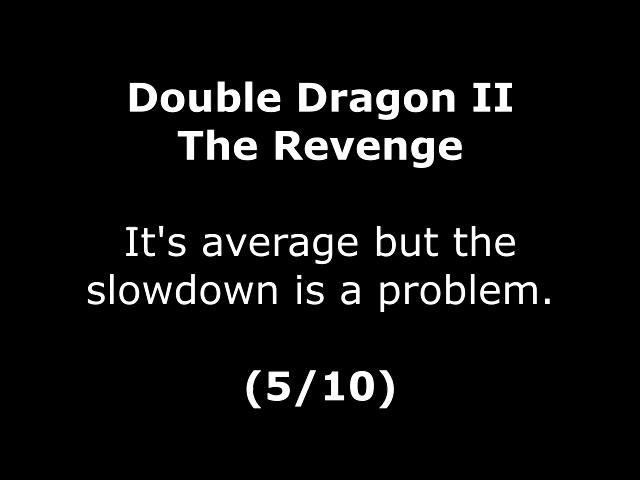 Double Dragon II
The Revenge
It's average but the
slowdown is a problem.
(5/10)